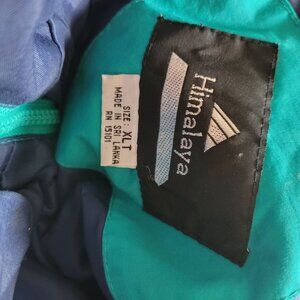 Himalaya
SIZE: XLT
MADE IN SRI LANKA
RN 15101